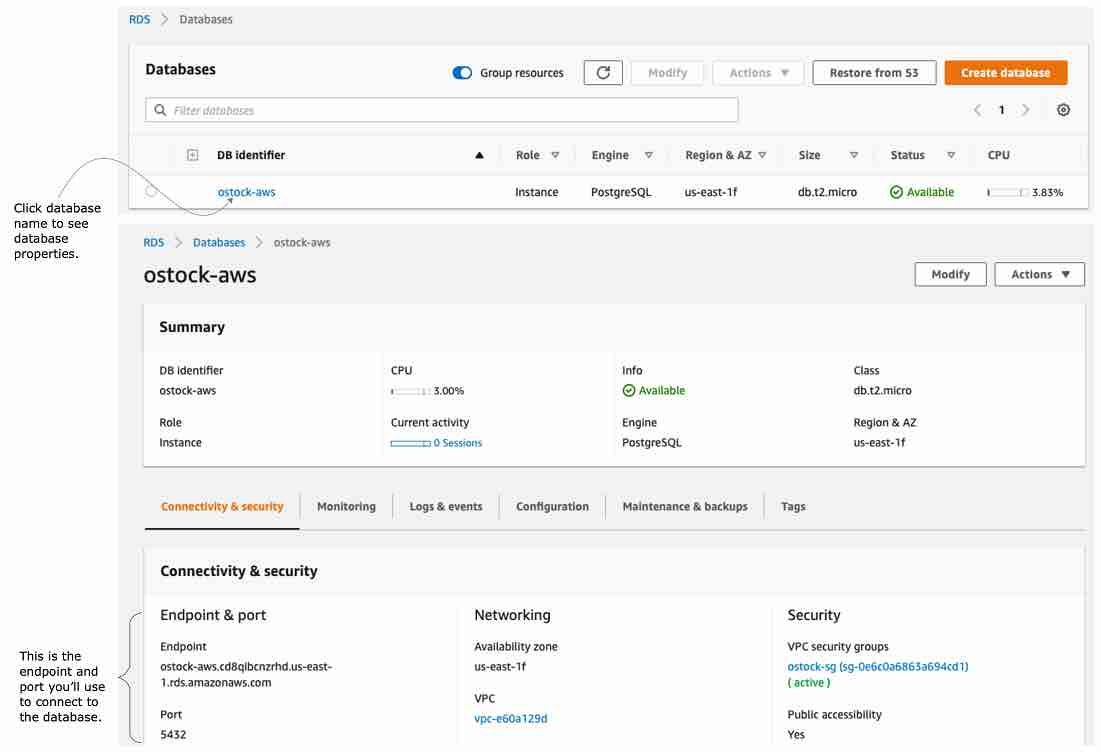 RDS > Databases
Databases
Group resources
Modify
Actions
Restore from S3
Create database
Filter databases
1
DB identifier Role Engine Region & AZ Size Status CPU
ostock-aws Instance PostgreSQL us-east-1f db.t2.micro Available 3.83%
Click database
name to see
database
properties.
RDS > Databases > ostock-aws
ostock-aws
Modify
Actions
Summary
DB identifier CPU Info Class
ostock-aws 3.00% Available db.t2.micro
Role Current activity Engine Region & AZ
Instance 0 Sessions PostgreSQL us-east-1f
Connectivity & security Monitoring Logs & events Configuration Maintenance & backups Tags
Connectivity & security
This is the
endpoint and
port you'll use
to connect to
the database.
Endpoint & port
Endpoint
ostock-aws.cd8qibcnzrhd.us-east-
1.rds.amazonaws.com
Port
5432
Networking
Availability zone
us-east-1f
VPC
vpc-e60a129d
Security
VPC security groups
ostock-sg (sg-0e6c0a6863a694cd1)
( active )
Public accessibility
Yes